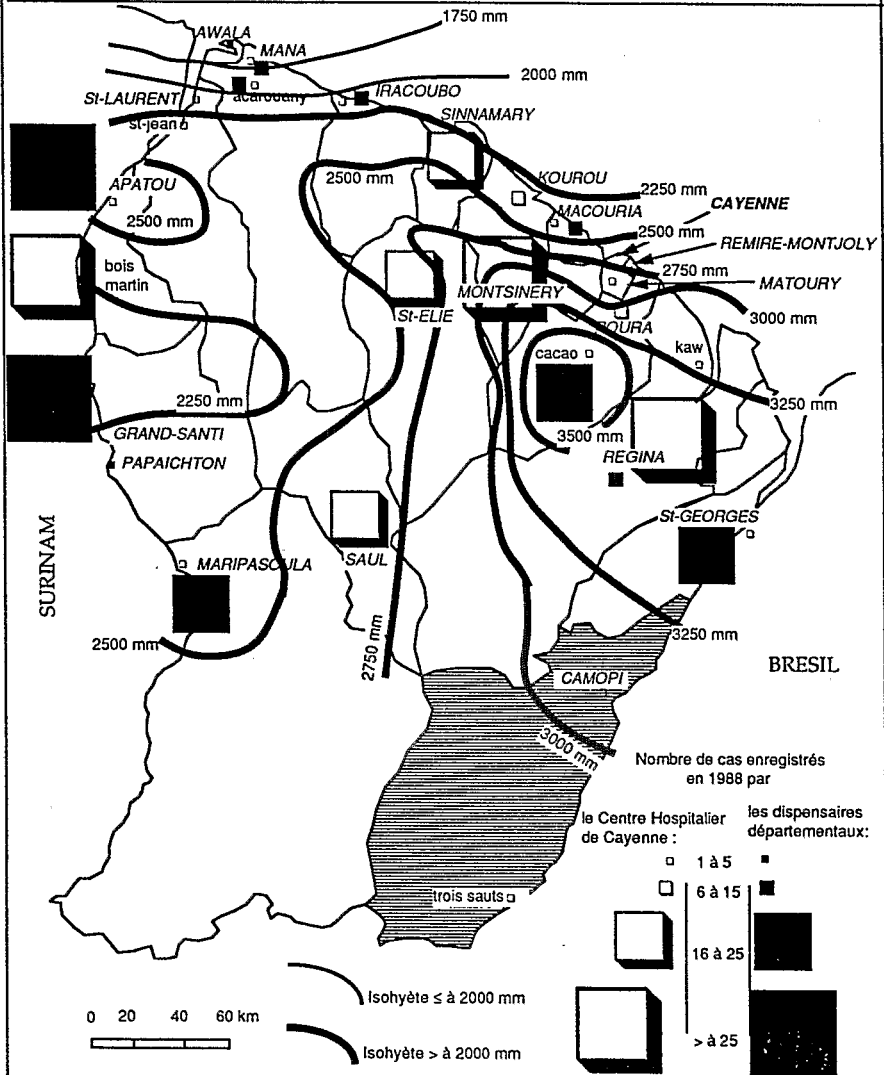 1750 mm
AWALA
MANA
2000 mm
St-LAURENT
acarouany
IRACOUBO
SINNAMARY
st-jean
2500 mm
KOUROU
APATOU
2250 mm
CAYENNE
2500 mm
MACURIA
2500 mm
REMIRE-MONTJOLY
bois
martin
2750 mm
MONTSINERY
MATOURY
St-ELIE
3000 mm
ROURA
cacao
kaw
2250 mm
3250 mm
GRAND-SANTI
3500 mm
PAPAICHTON
REGINA
St-GEORGES
SURINAM
MARIPASOULA
SAUL
2500 mm
2750 mm
3250 mm
BRESIL
CAMOPI
3000 mm
Nombre de cas enregistrés
en 1988 par
le Centre Hospitalier
de Cayenne :
les dispensaires
départementaux:
1 à 5
6 à 15
16 à 25
> à 25
trois sauts
Isohyète ≤ à 2000 mm
0 20 40 60 km
Isohyète > à 2000 mm